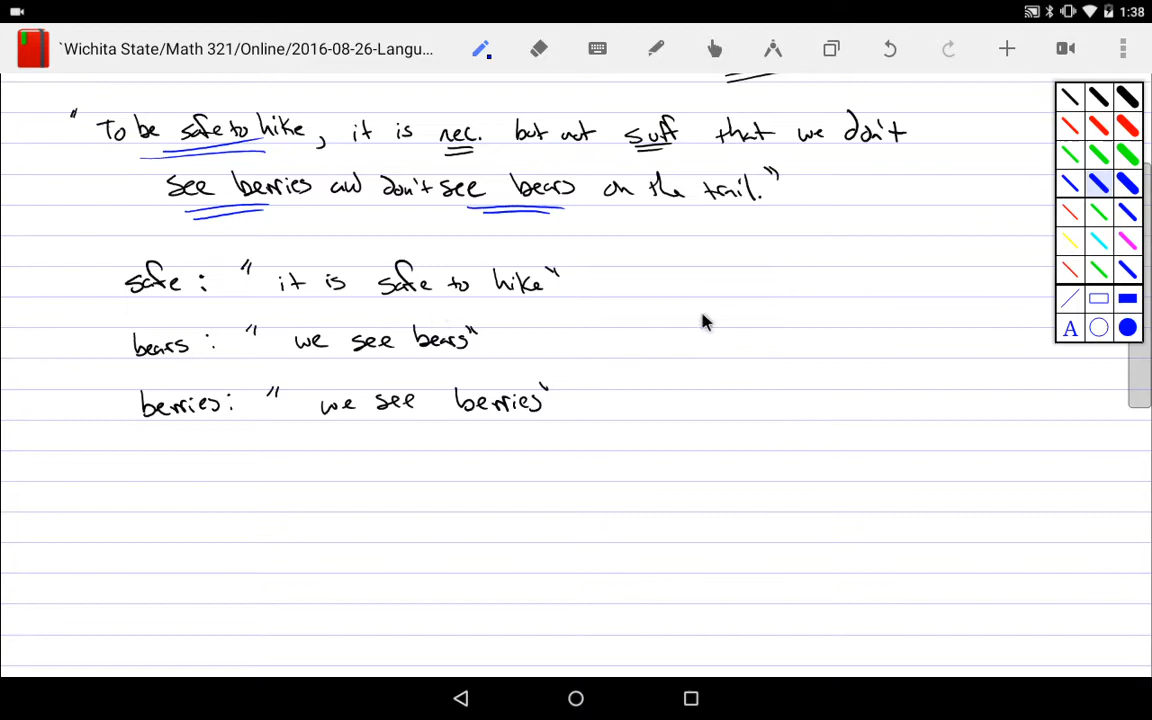 1:38
`Wichita State/Math 321/Online/2016-08-26-Langu...
"To be safe to hike, it is nec. but not suff that we don't
see berries and don't see bears on the trail."
safe: "it is safe to hike"
bears: "we see bears"
berries: "we see berries"
A